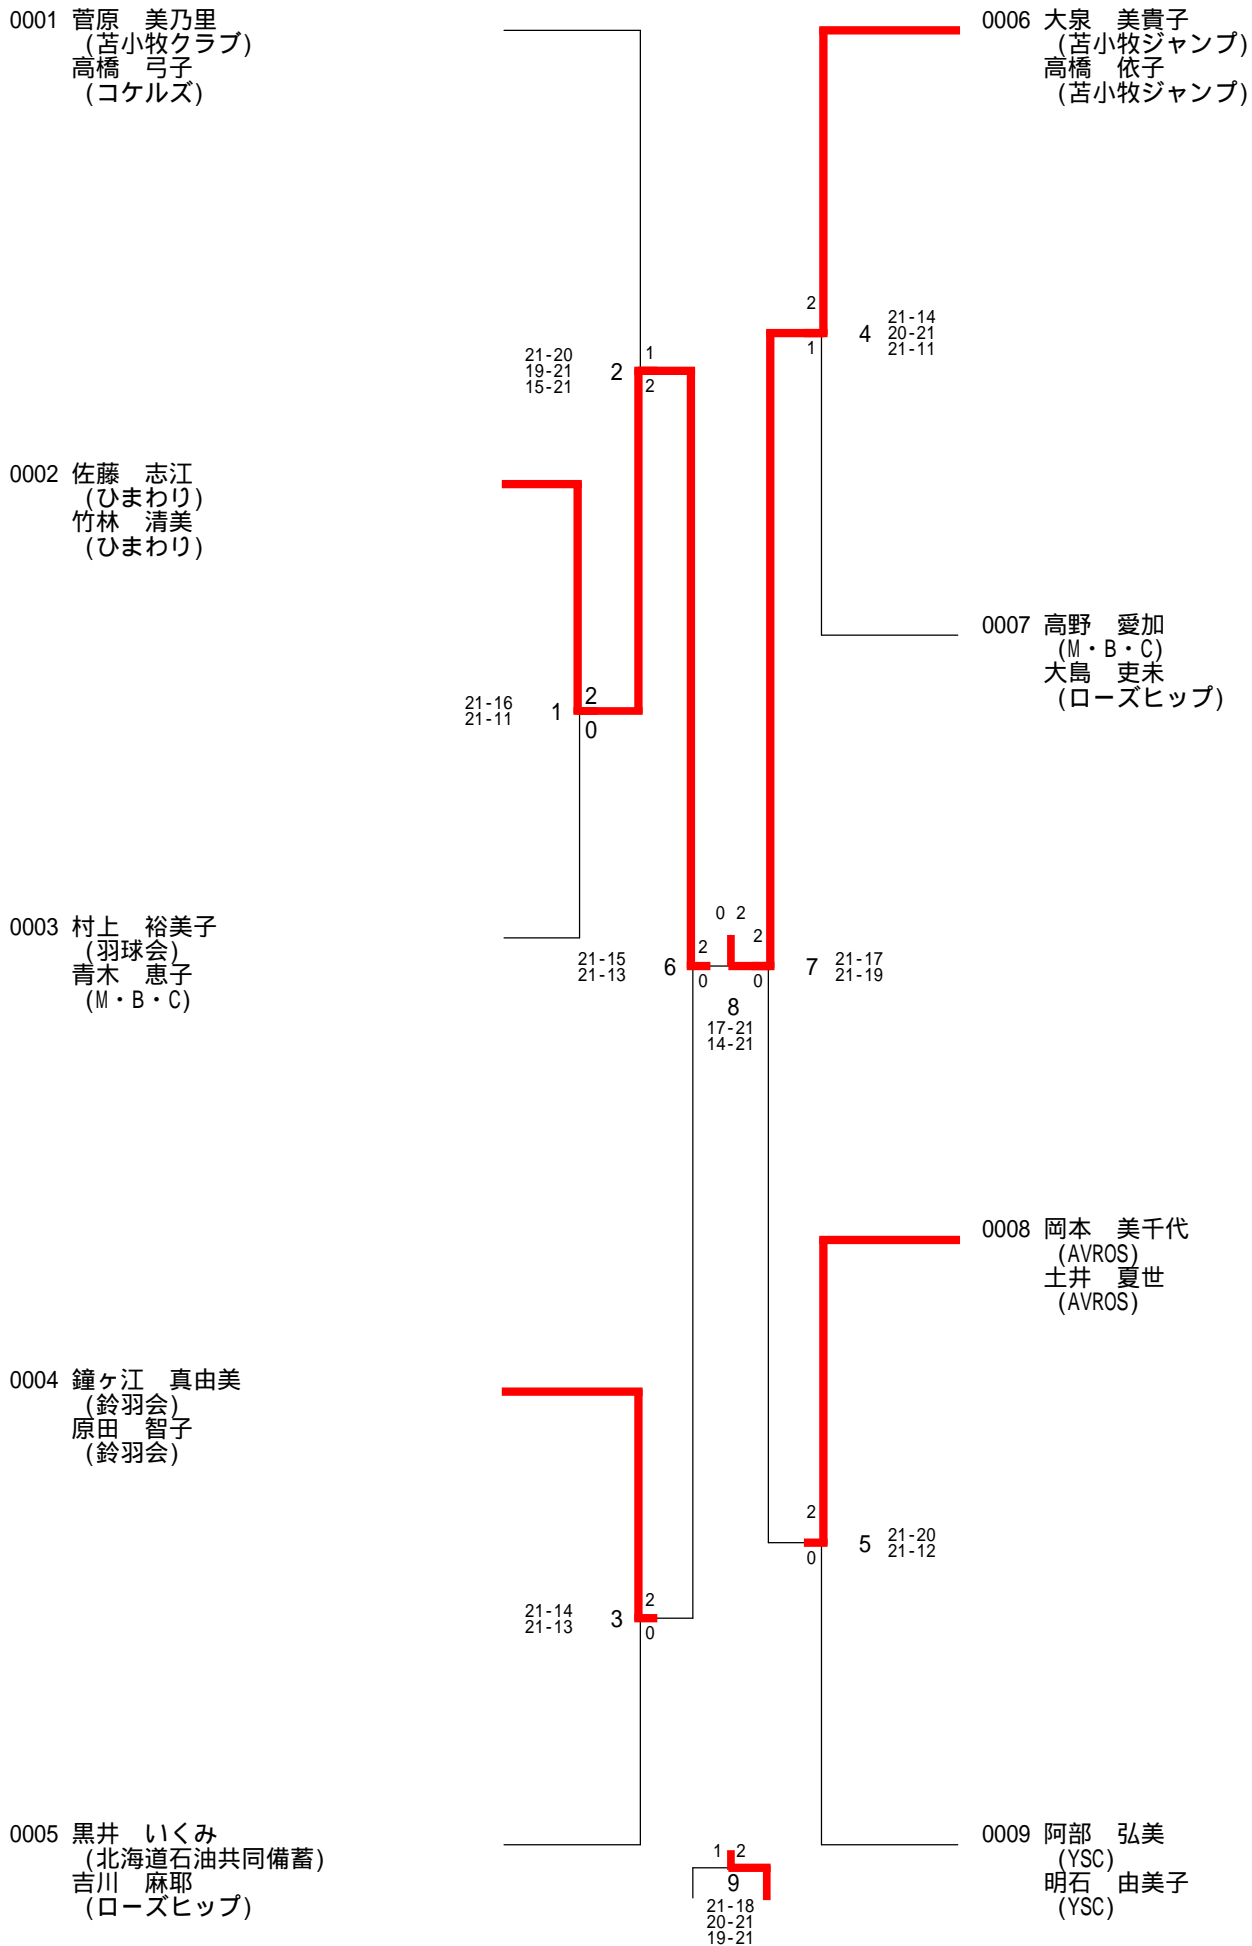 0001 菅原　美乃里
(苫小牧クラブ)
高橋　弓子
(コケルズ)
0002 佐藤　志江
(ひまわり)
竹林　清美
(ひまわり)
0003 村上　裕美子
(羽球会)
青木　恵子
(M・B・C)
0004 鐘ヶ江　真由美
(鈴羽会)
原田　智子
(鈴羽会)
0005 黒井　いくみ
(北海道石油共同備蓄)
吉川　麻耶
(ローズヒップ)
21-20
19-21
15-21
2
1
2
21-16
21-11
1
2
0
21-15
21-13
6
2
0
21-14
21-13
3
2
0
0 2
8
17-21
14-21
1 2
9
21-18
20-21
19-21
2
0
7
21-17
21-19
2
1
4
21-14
20-21
21-11
2
0
5
21-20
21-12
0006 大泉　美貴子
(苫小牧ジャンプ)
高橋　依子
(苫小牧ジャンプ)
0007 高野　愛加
(M・B・C)
大島　吏未
(ローズヒップ)
0008 岡本　美千代
(AVROS)
土井　夏世
(AVROS)
0009 阿部　弘美
(YSC)
明石　由美子
(YSC)